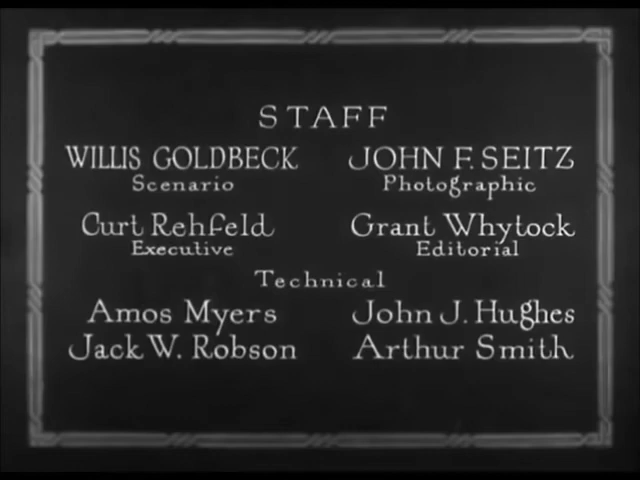 STAFF
WILLIS GOLDBECK JOHN F. SEITZ
Scenario Photographic
Curt Rehfeld Grant Whytock
Executive Editorial
Technical
Amos Myers John J. Hughes
Jack W. Robson Arthur Smith